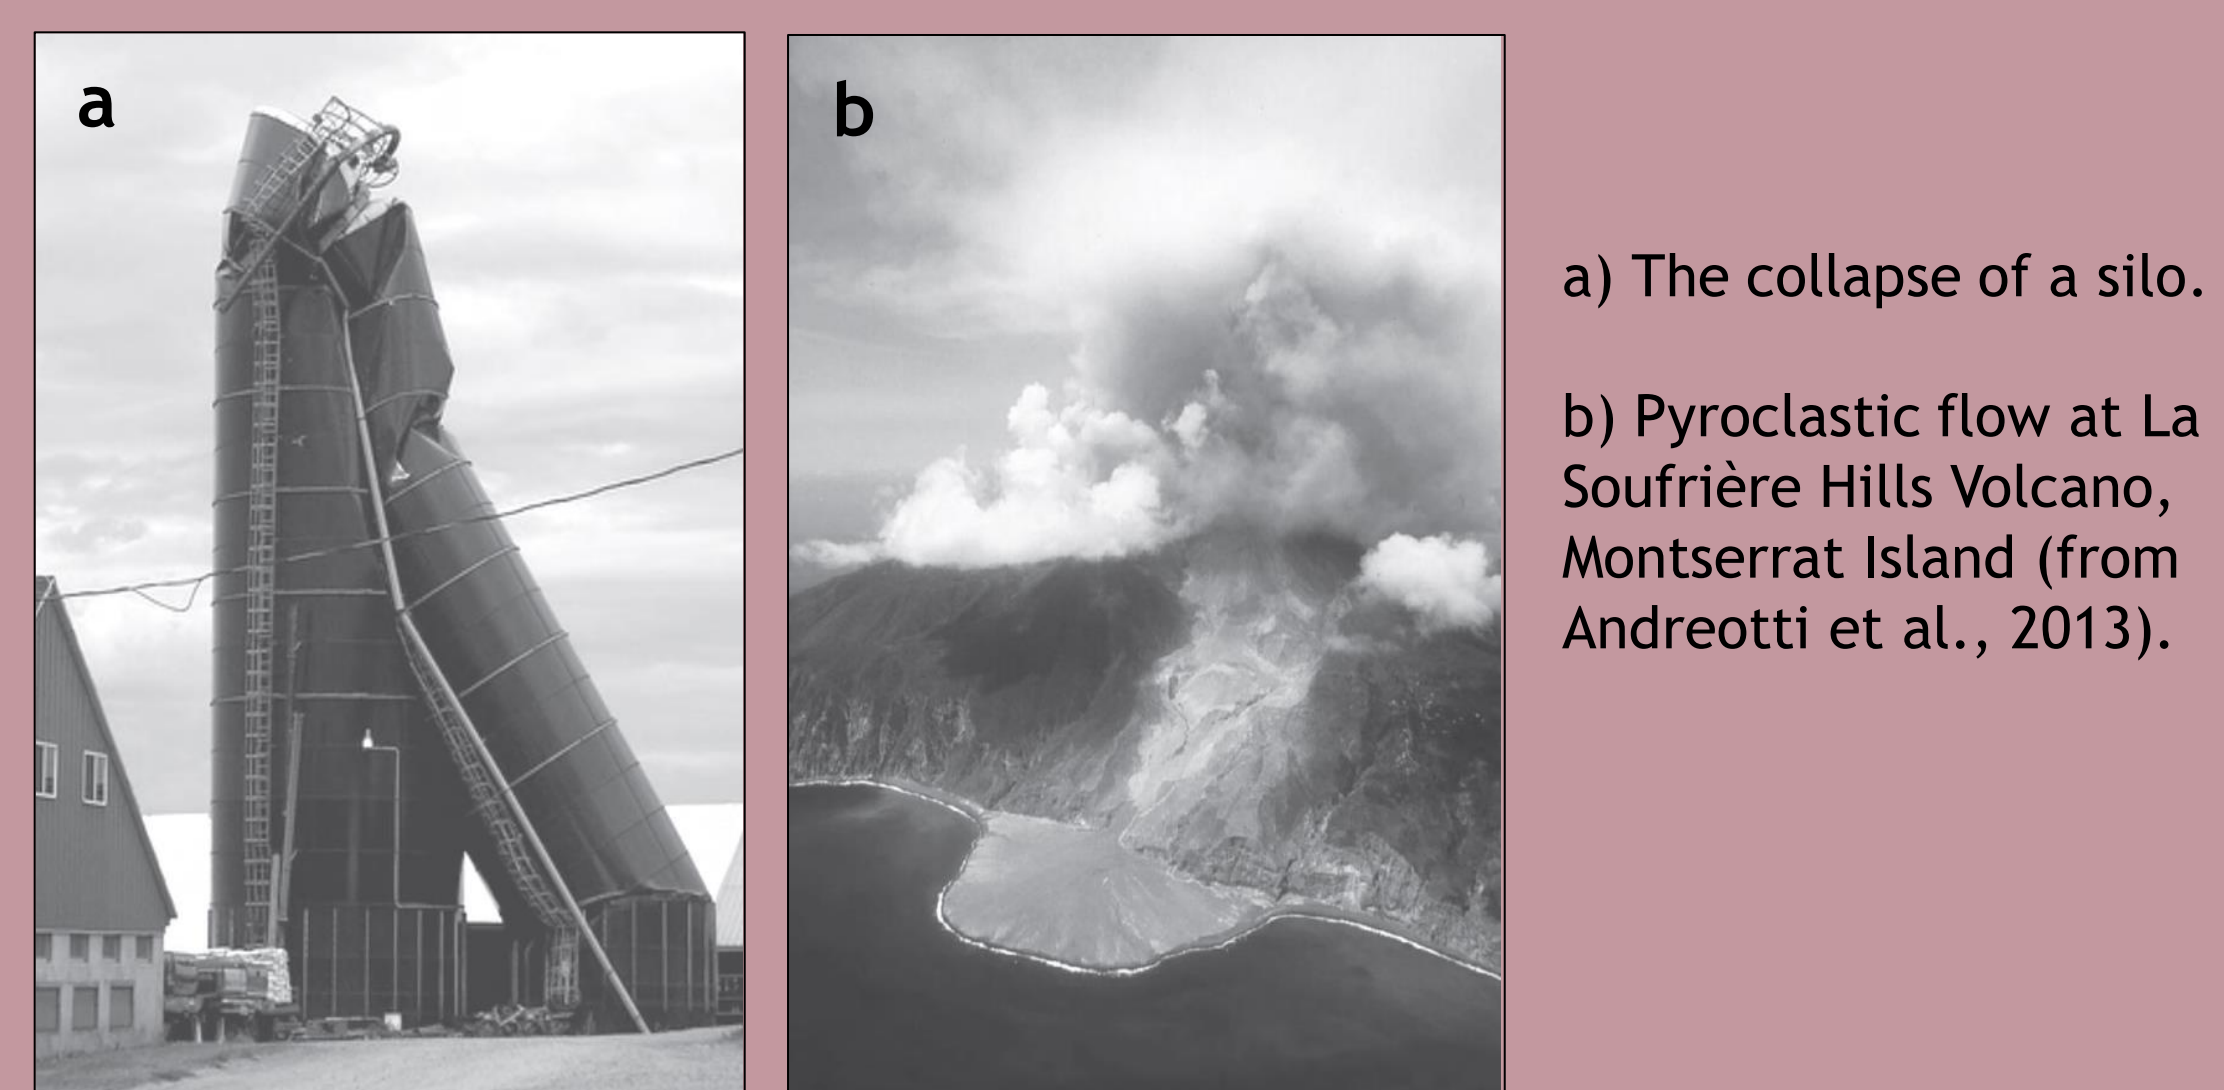 a
b
a) The collapse of a silo.
b) Pyroclastic flow at La
Soufrière Hills Volcano,
Montserrat Island (from
Andreotti et al., 2013).